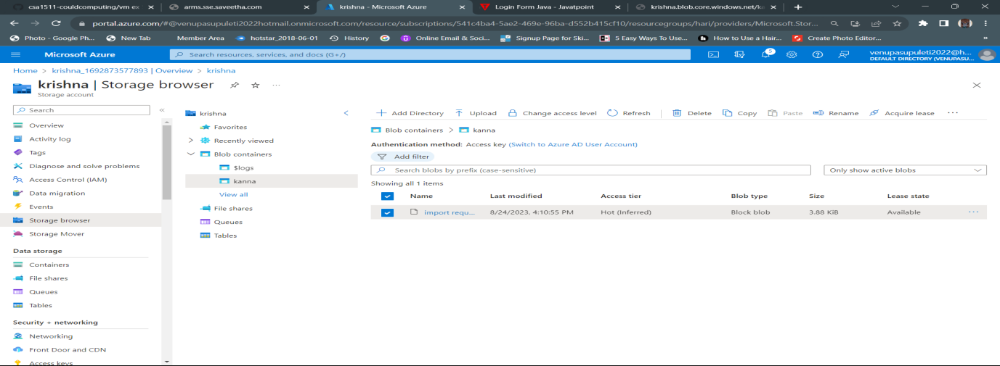 csa1511-couldcomputing/vm ex
arms.sse.saveetha.com
krishna - Microsoft Azure
Login Form Java - Javatpoint
krishna.blob.core.windows.net/ka
portal.azure.com/#@venupasupuleti2022hotmail.onmicrosoft.com/resource/subscriptions/541c4ba4-5ae2-469e-96ba-d552b415cf10/resourcegroups/hari/providers/Microsoft.Stor...
Photo - Google Ph... New Tab Member Area hotstar_2018-06-01 History Online Email & Soci... Signup Page for Ski... 5 Easy Ways To Use... How to Use a Hair... Create Photo Editor... »
Microsoft Azure
Search resources, services, and docs (G+/)
5
venupasupuleti2022@h...
DEFAULT DIRECTORY (VENUPASU...
Home > krishna_1692873577893 | Overview > krishna
krishna | Storage browser
Storage account
Search
Overview
Activity log
Tags
Diagnose and solve problems
Access Control (IAM)
Data migration
Events
Storage browser
Storage Mover
Data storage
Containers
File shares
Queues
Tables
Security + networking
Networking
Front Door and CDN
Access keys
krishna
Favorites
Recently viewed
Blob containers
$logs
kanna
View all
File shares
Queues
Tables
Add Directory Upload Change access level Refresh Delete Copy Paste Rename Acquire lease
Blob containers > kanna
Authentication method: Access key (Switch to Azure AD User Account)
Add filter
Search blobs by prefix (case-sensitive)
Only show active blobs
Showing all 1 items
Name Last modified Access tier Blob type Size Lease state
import requ... 8/24/2023, 4:10:55 PM Hot (Inferred) Block blob 3.88 KiB Available